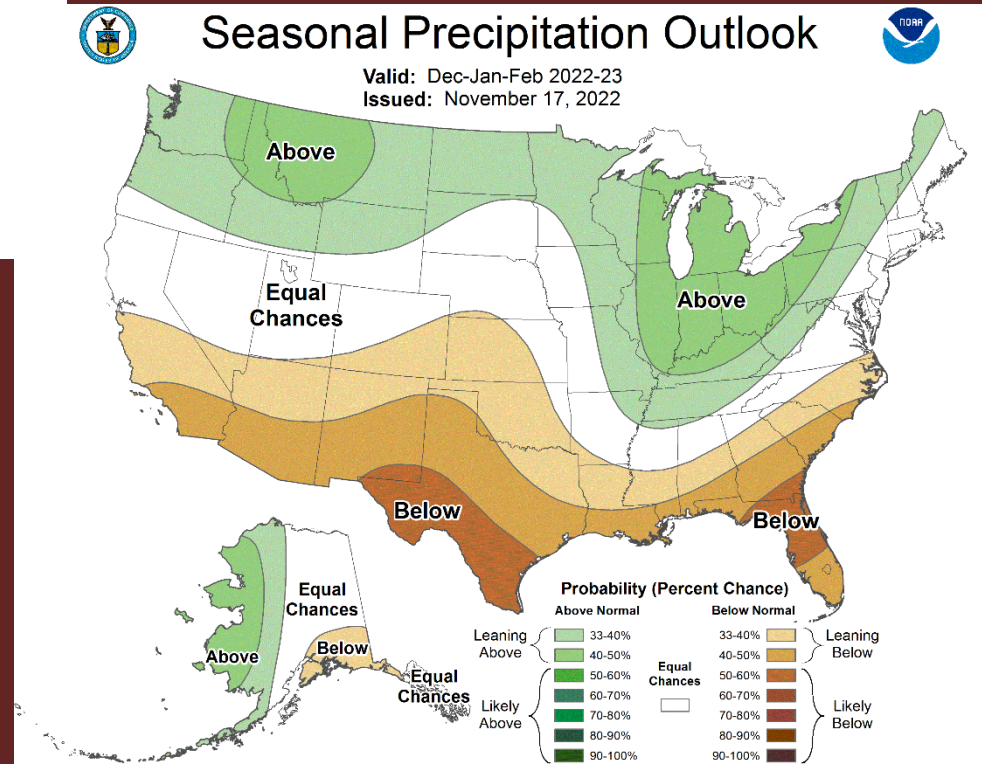 Seasonal Precipitation Outlook
NOAA
Valid: Dec-Jan-Feb 2022-23
Issued: November 17, 2022
Above
Above
Equal
Chances
Below
Below
Equal
Chances
Above
Below
Equal
Chances
Probability (Percent Chance)
Above Normal
Below Normal
Leaning
Above
33-40%
40-50%
50-60%
60-70%
70-80%
80-90%
90-100%
Likely
Above
Equal
Chances
33-40%
40-50%
50-60%
60-70%
70-80%
80-90%
90-100%
Leaning
Below
Likely
Below